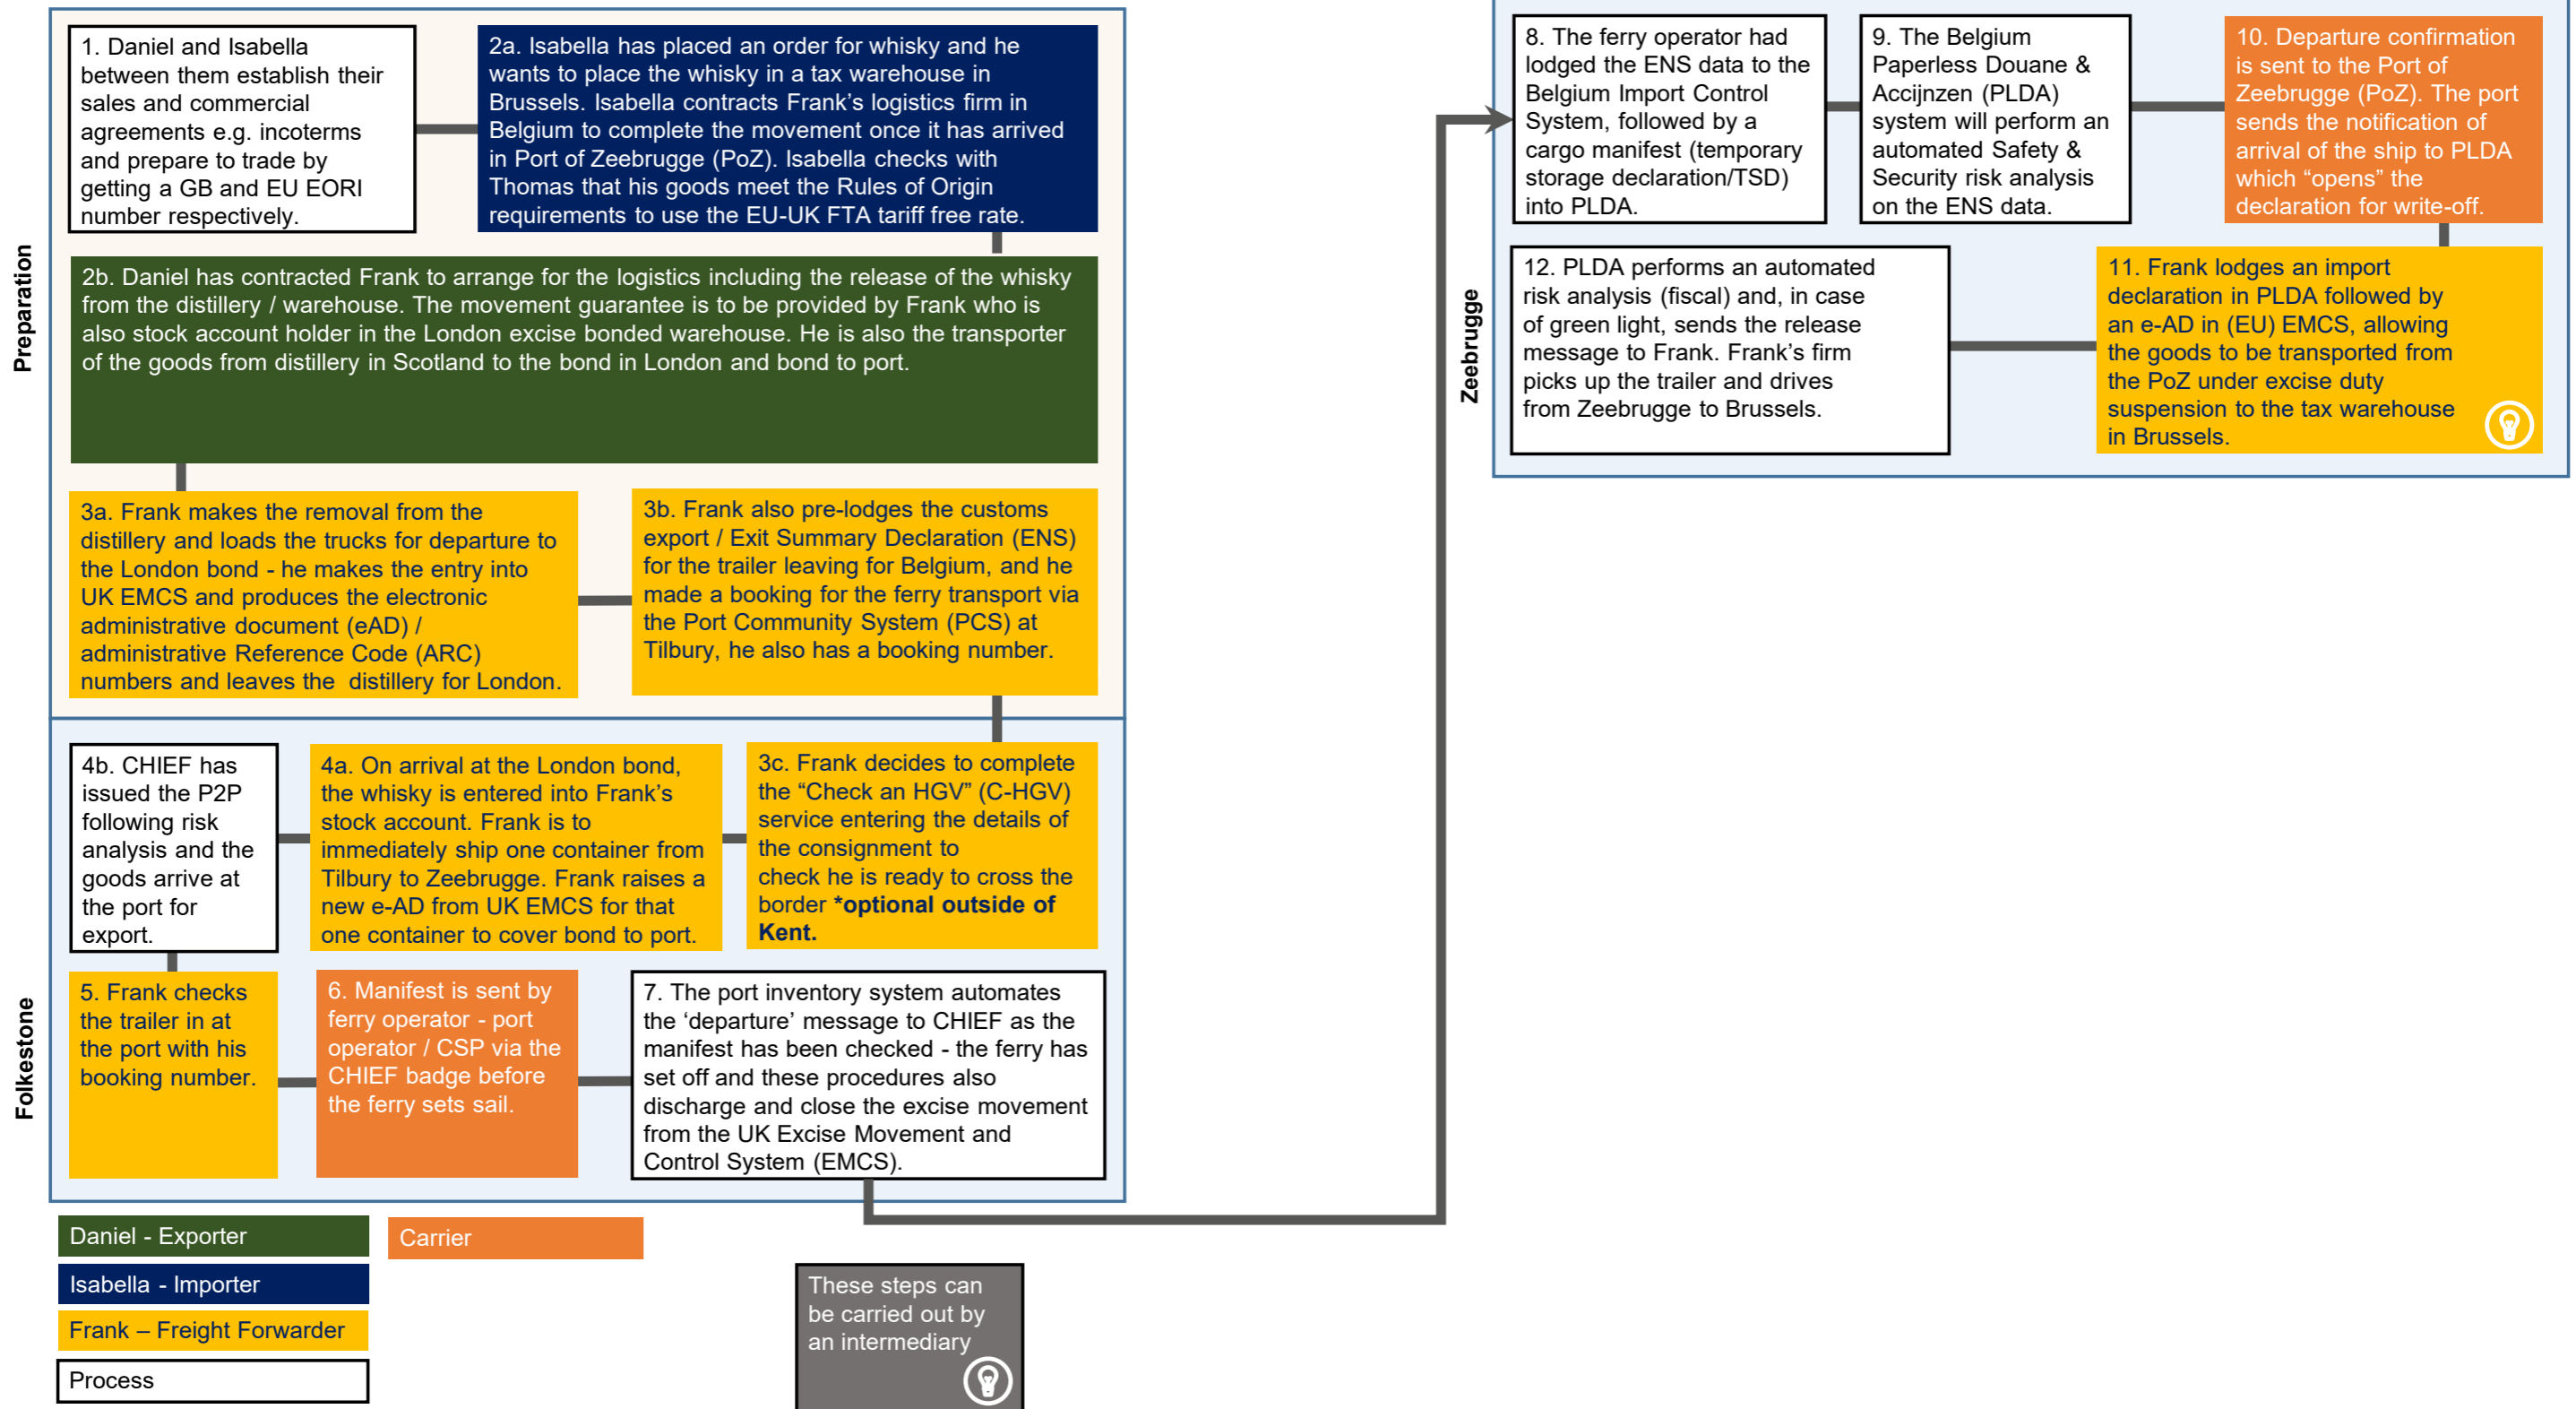 Preparation
1. Daniel and Isabella
between them establish their
sales and commercial
agreements e.g. incoterms
and prepare to trade by
getting a GB and EU EORI
number respectively.
2a. Isabella has placed an order for whisky and he
wants to place the whisky in a tax warehouse in
Brussels. Isabella contracts Frank’s logistics firm in
Belgium to complete the movement once it has arrived
in Port of Zeebrugge (PoZ). Isabella checks with
Thomas that his goods meet the Rules of Origin
requirements to use the EU-UK FTA tariff free rate.
2b. Daniel has contracted Frank to arrange for the logistics including the release of the whisky
from the distillery / warehouse. The movement guarantee is to be provided by Frank who is
also stock account holder in the London excise bonded warehouse. He is also the transporter
of the goods from distillery in Scotland to the bond in London and bond to port.
3a. Frank makes the removal from the
distillery and loads the trucks for departure to
the London bond - he makes the entry into
UK EMCS and produces the electronic
administrative document (eAD) /
administrative Reference Code (ARC)
numbers and leaves the distillery for London.
3b. Frank also pre-lodges the customs
export / Exit Summary Declaration (ENS)
for the trailer leaving for Belgium, and he
made a booking for the ferry transport via
the Port Community System (PCS) at
Tilbury, he also has a booking number.
Folkestone
3c. Frank decides to complete
the “Check an HGV” (C-HGV)
service entering the details of
the consignment to
check he is ready to cross the
border *optional outside of
Kent.
4a. On arrival at the London bond,
the whisky is entered into Frank’s
stock account. Frank is to
immediately ship one container from
Tilbury to Zeebrugge. Frank raises a
new e-AD from UK EMCS for that
one container to cover bond to port.
4b. CHIEF has
issued the P2P
following risk
analysis and the
goods arrive at
the port for
export.
5. Frank checks
the trailer in at
the port with his
booking number.
6. Manifest is sent by
ferry operator - port
operator / CSP via the
CHIEF badge before
the ferry sets sail.
7. The port inventory system automates
the ‘departure’ message to CHIEF as the
manifest has been checked - the ferry has
set off and these procedures also
discharge and close the excise movement
from the UK Excise Movement and
Control System (EMCS).
Zeebrugge
8. The ferry operator had
lodged the ENS data to the
Belgium Import Control
System, followed by a
cargo manifest (temporary
storage declaration/TSD)
into PLDA.
9. The Belgium
Paperless Douane &
Accijnzen (PLDA)
system will perform an
automated Safety &
Security risk analysis
on the ENS data.
10. Departure confirmation
is sent to the Port of
Zeebrugge (PoZ). The port
sends the notification of
arrival of the ship to PLDA
which “opens” the
declaration for write-off.
11. Frank lodges an import
declaration in PLDA followed by
an e-AD in (EU) EMCS, allowing
the goods to be transported from
the PoZ under excise duty
suspension to the tax warehouse
in Brussels.
12. PLDA performs an automated
risk analysis (fiscal) and, in case
of green light, sends the release
message to Frank. Frank’s firm
picks up the trailer and drives
from Zeebrugge to Brussels.
Daniel - Exporter
Carrier
Isabella - Importer
Frank – Freight Forwarder
Process
These steps can
be carried out by
an intermediary